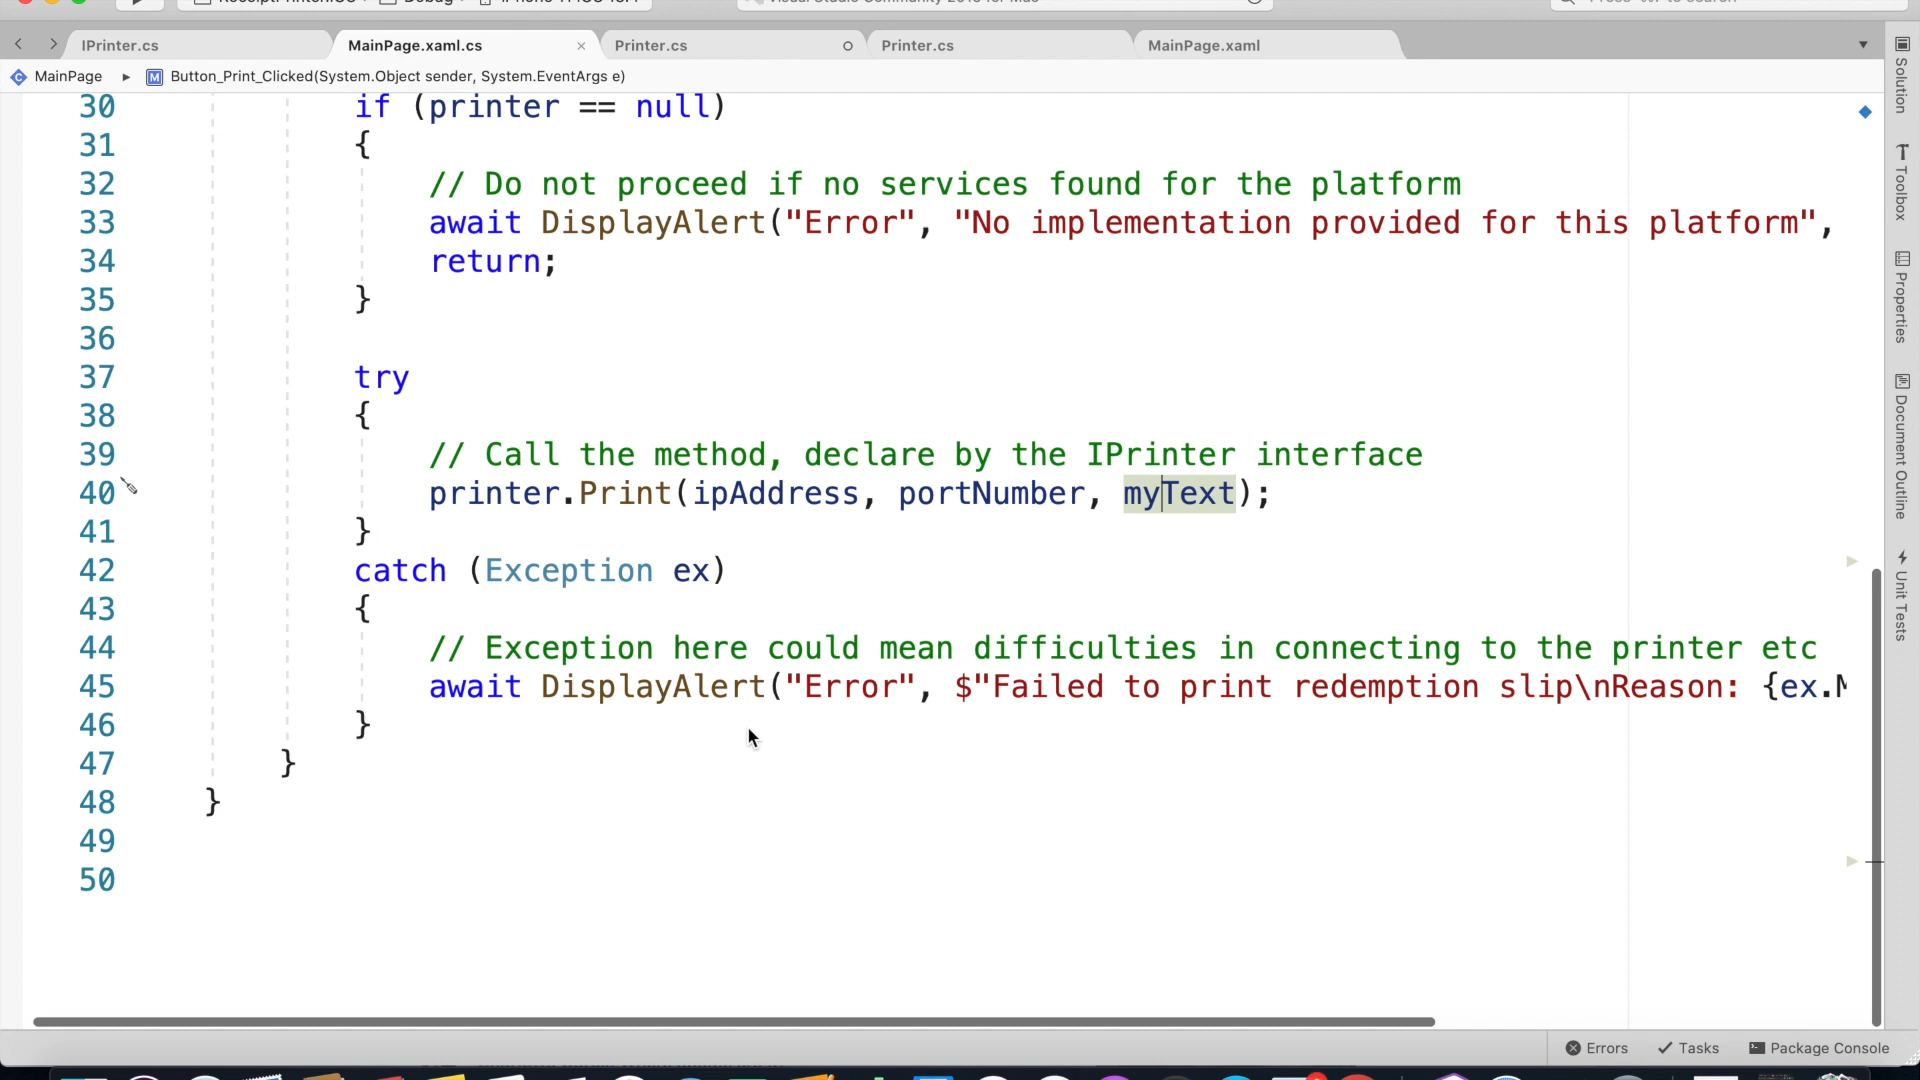 IPrinter.cs
MainPage.xaml.cs
Printer.cs
Printer.cs
MainPage.xaml
MainPage
M Button_Print_Clicked(System.Object sender, System.EventArgs e)
30 if (printer == null)
31 {
32 // Do not proceed if no services found for the platform
33 await DisplayAlert("Error", "No implementation provided for this platform",
34 return;
35 }
36
37 try
38 {
39 // Call the method, declare by the IPrinter interface
40 printer.Print(ipAddress, portNumber, myText);
41 }
42 catch (Exception ex)
43 {
44 // Exception here could mean difficulties in connecting to the printer etc
45 await DisplayAlert("Error", $"Failed to print redemption slip\nReason: {ex.M
46 }
47 }
48 }
49
50
Solution
Toolbox
Properties
Document Outline
Unit Tests
Errors
Tasks
Package Console